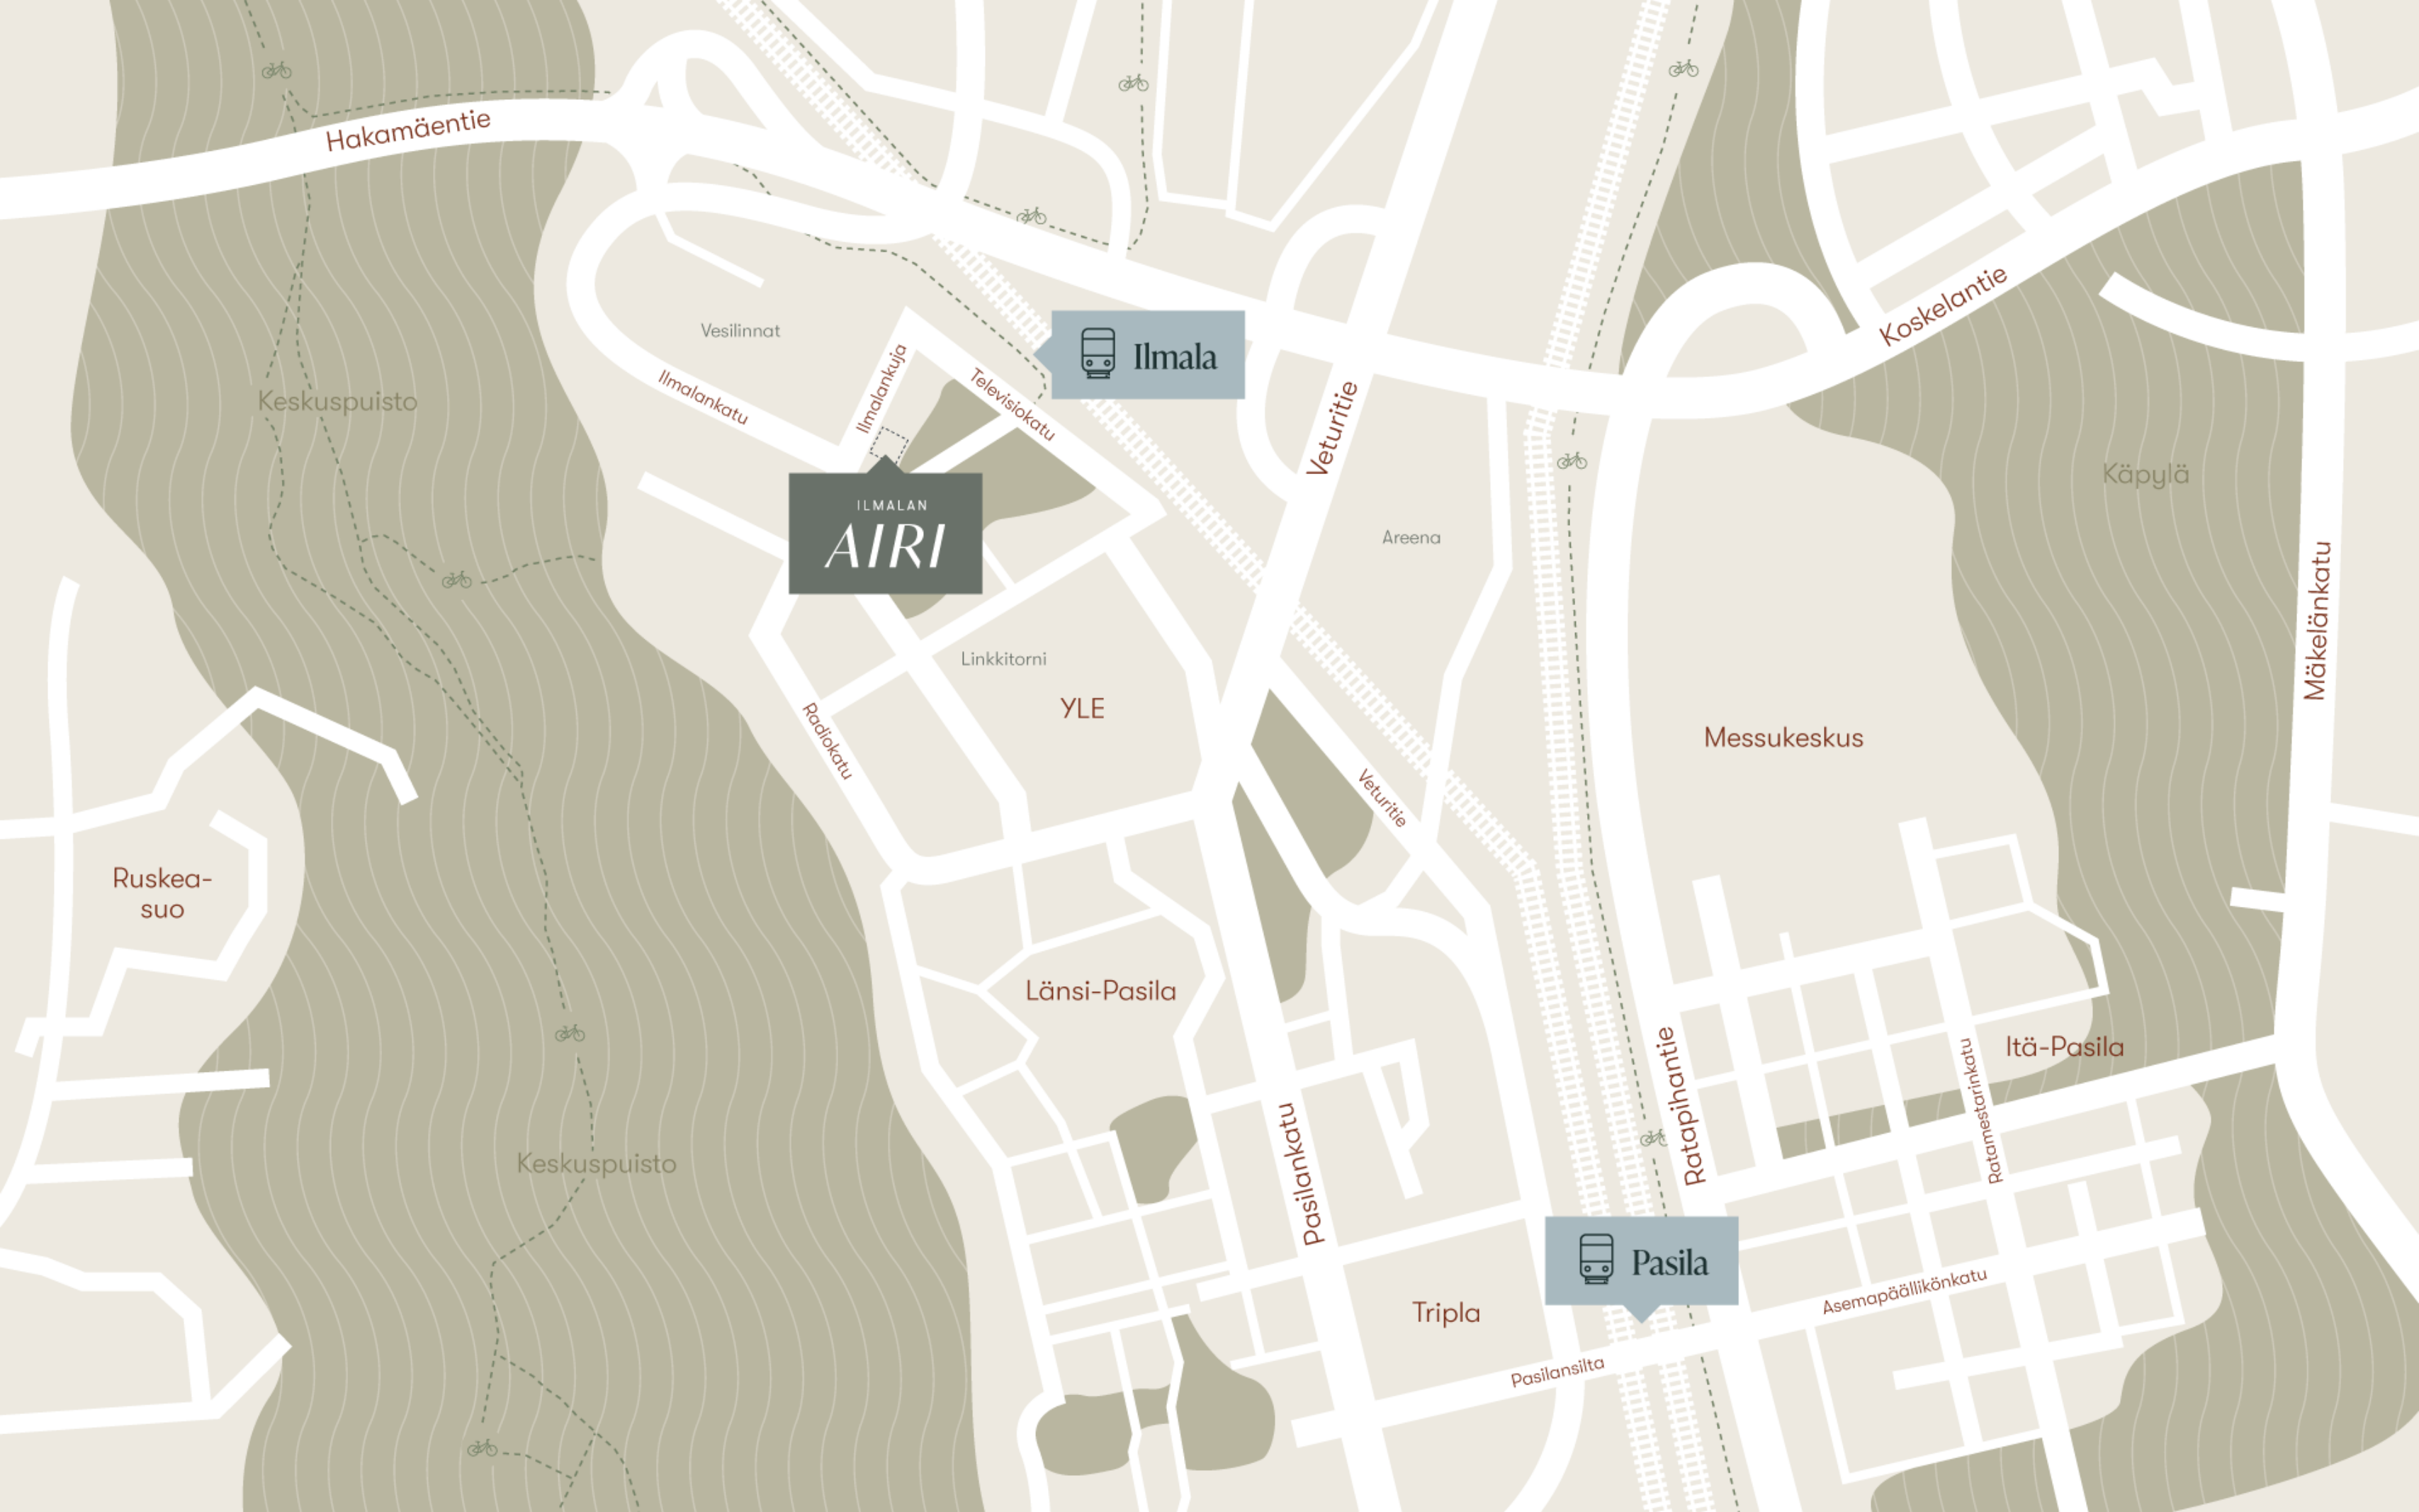 Hakamäentie
Koskelantie
Vesilinnat
Ilmalankuja
Ilmala
Televisiokatu
Ilmalankatu
Keskuspuisto
Veturitie
Käpylä
ILMALAN
AIRI
Areena
Mäkelänkatu
Linkkitorni
YLE
Radiokatu
Messukeskus
Veturitie
Ruskea-
suo
Länsi-Pasila
Itä-Pasila
Ratapihantie
Ratamestarinkatu
Pasilankatu
Keskuspuisto
Pasila
Asemapäällikönkatu
Tripla
Pasilansilta